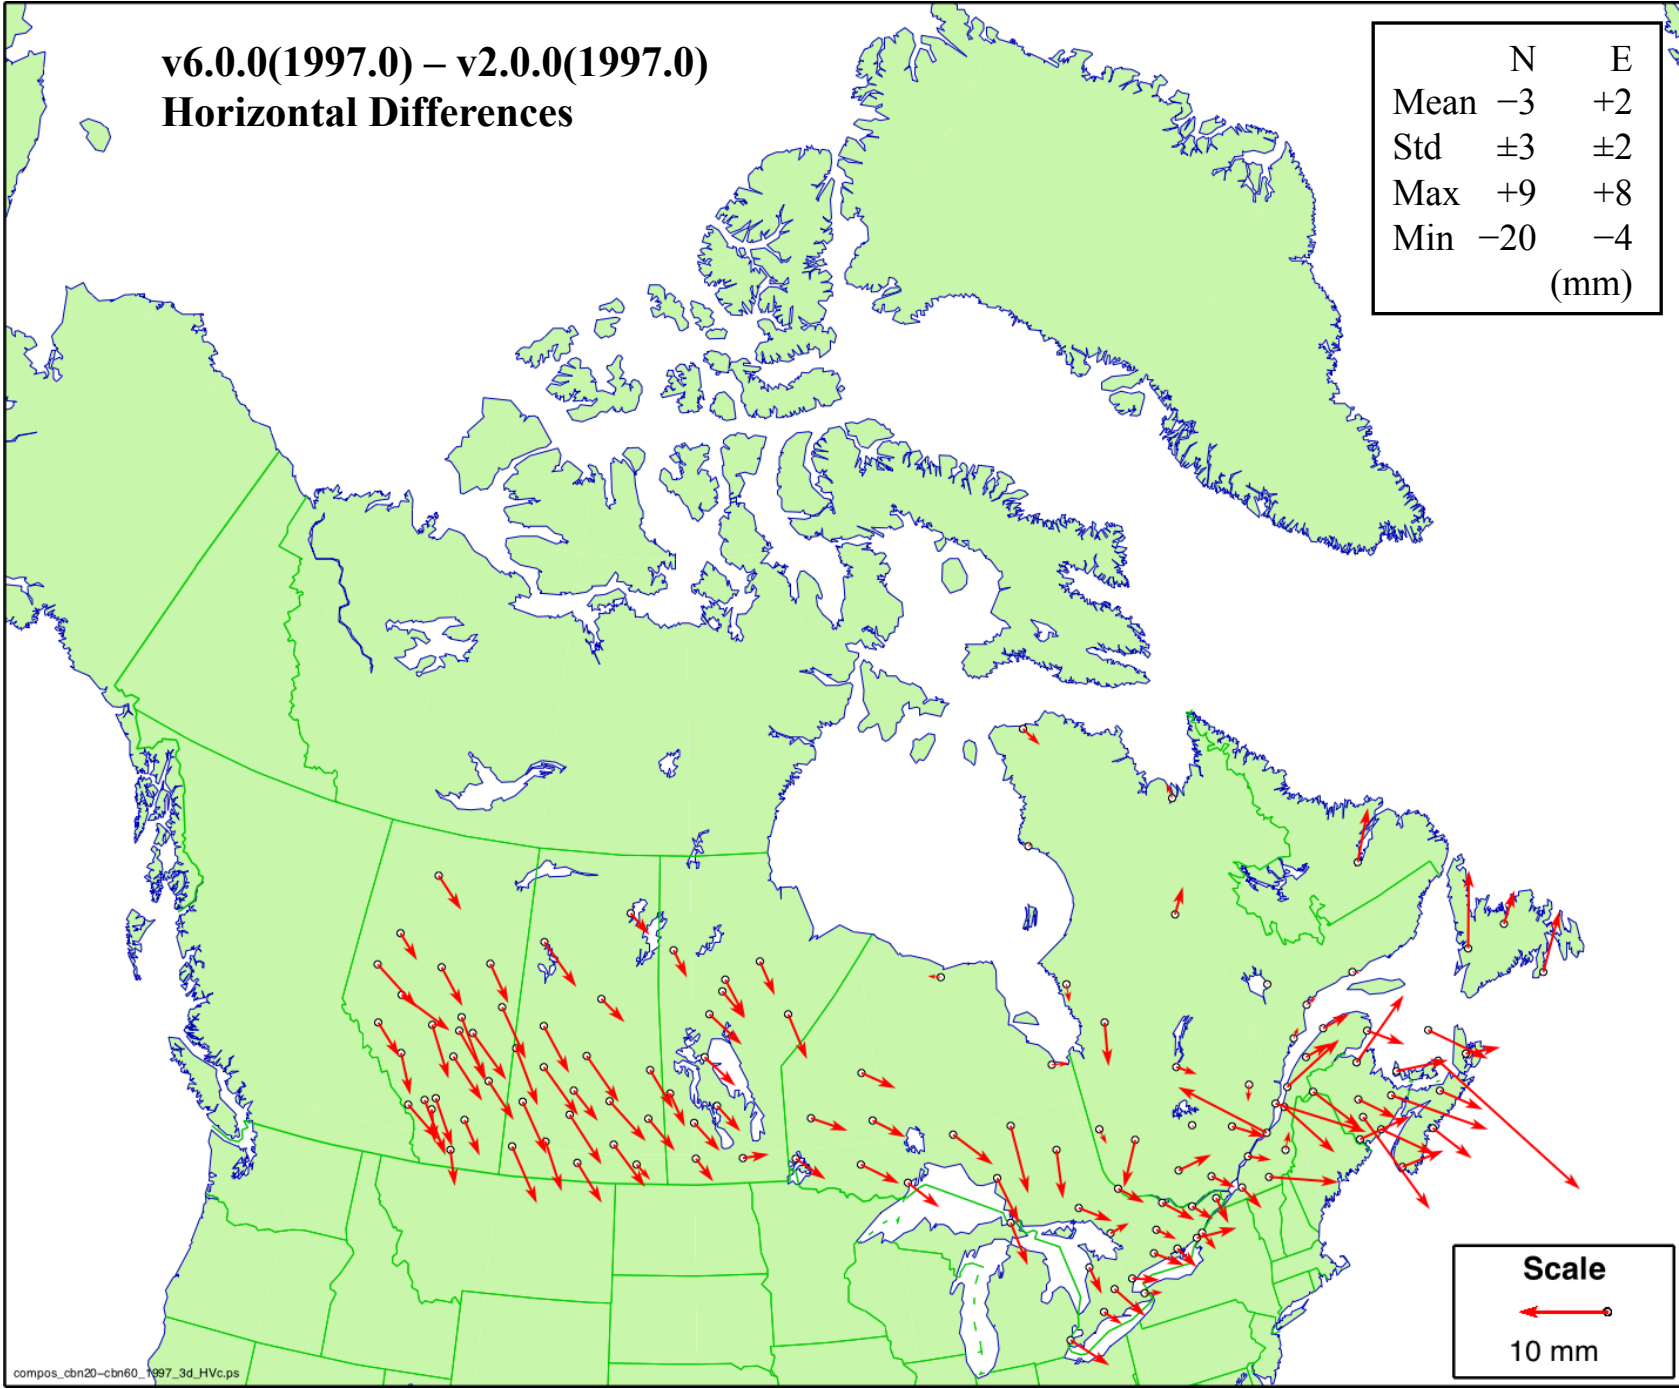 v6.0.0(1997.0) – v2.0.0(1997.0)
Horizontal Differences
N E
Mean −3 +2
Std ±3 ±2
Max +9 +8
Min −20 −4
(mm)
Scale
10 mm
compos_cbn20−cbn60_1997_3d_HVc.ps